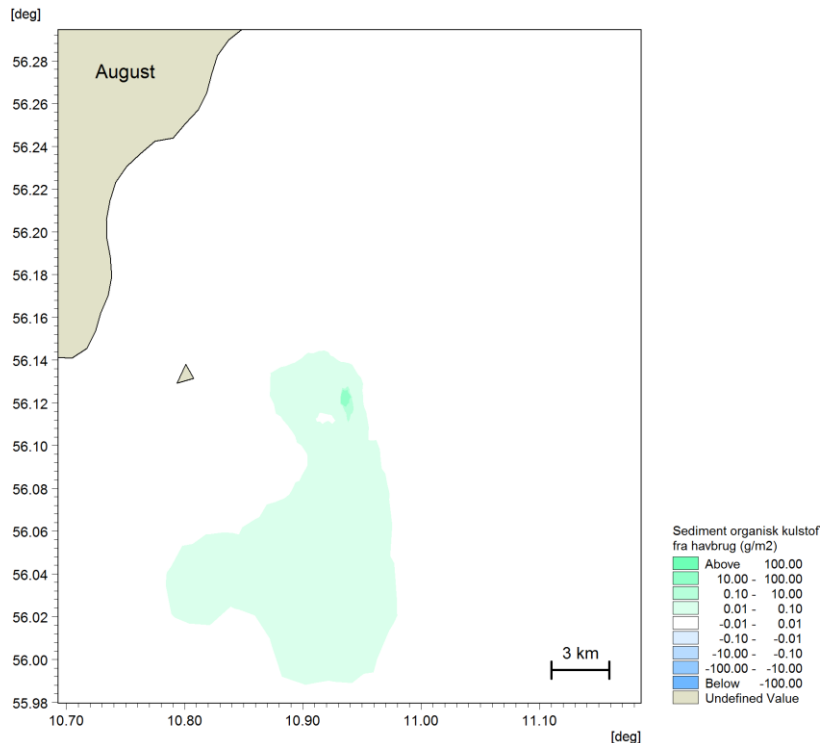 [deg]
August
56.28
56.26
56.24
56.22
56.20
56.18
56.16
56.14
56.12
56.10
56.08
56.06
56.04
56.02
56.00
55.98
10.70 10.80 10.90 11.00 11.10
[deg]
3 km
Sediment organisk kulstof
fra havbrug (g/m2)
Above 100.00
10.00 - 100.00
0.10 - 10.00
0.01 - 0.10
-0.01 - 0.01
-0.10 - -0.01
-10.00 - -0.10
-100.00 - -10.00
Below -100.00
Undefined Value